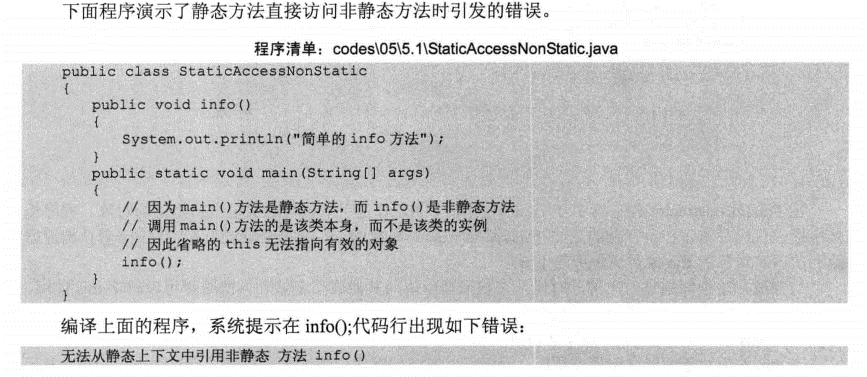 下面程序演示了静态方法直接访问非静态方法时引发的错误。
程序清单：codes\05\5.1\StaticAccessNonStatic.java
public class StaticAccessNonStatic
{
public void info()
{
System.out.println("简单的 info 方法");
}
public static void main(String[] args)
{
// 因为 main()方法是静态方法，而 info()是非静态方法
// 调用 main()方法的是该类本身，而不是该类的实例
// 因此省略的 this 无法指向有效的对象
info();
}
}
编译上面的程序，系统提示在 info();代码行出现如下错误：
无法从静态上下文中引用非静态 方法 info()